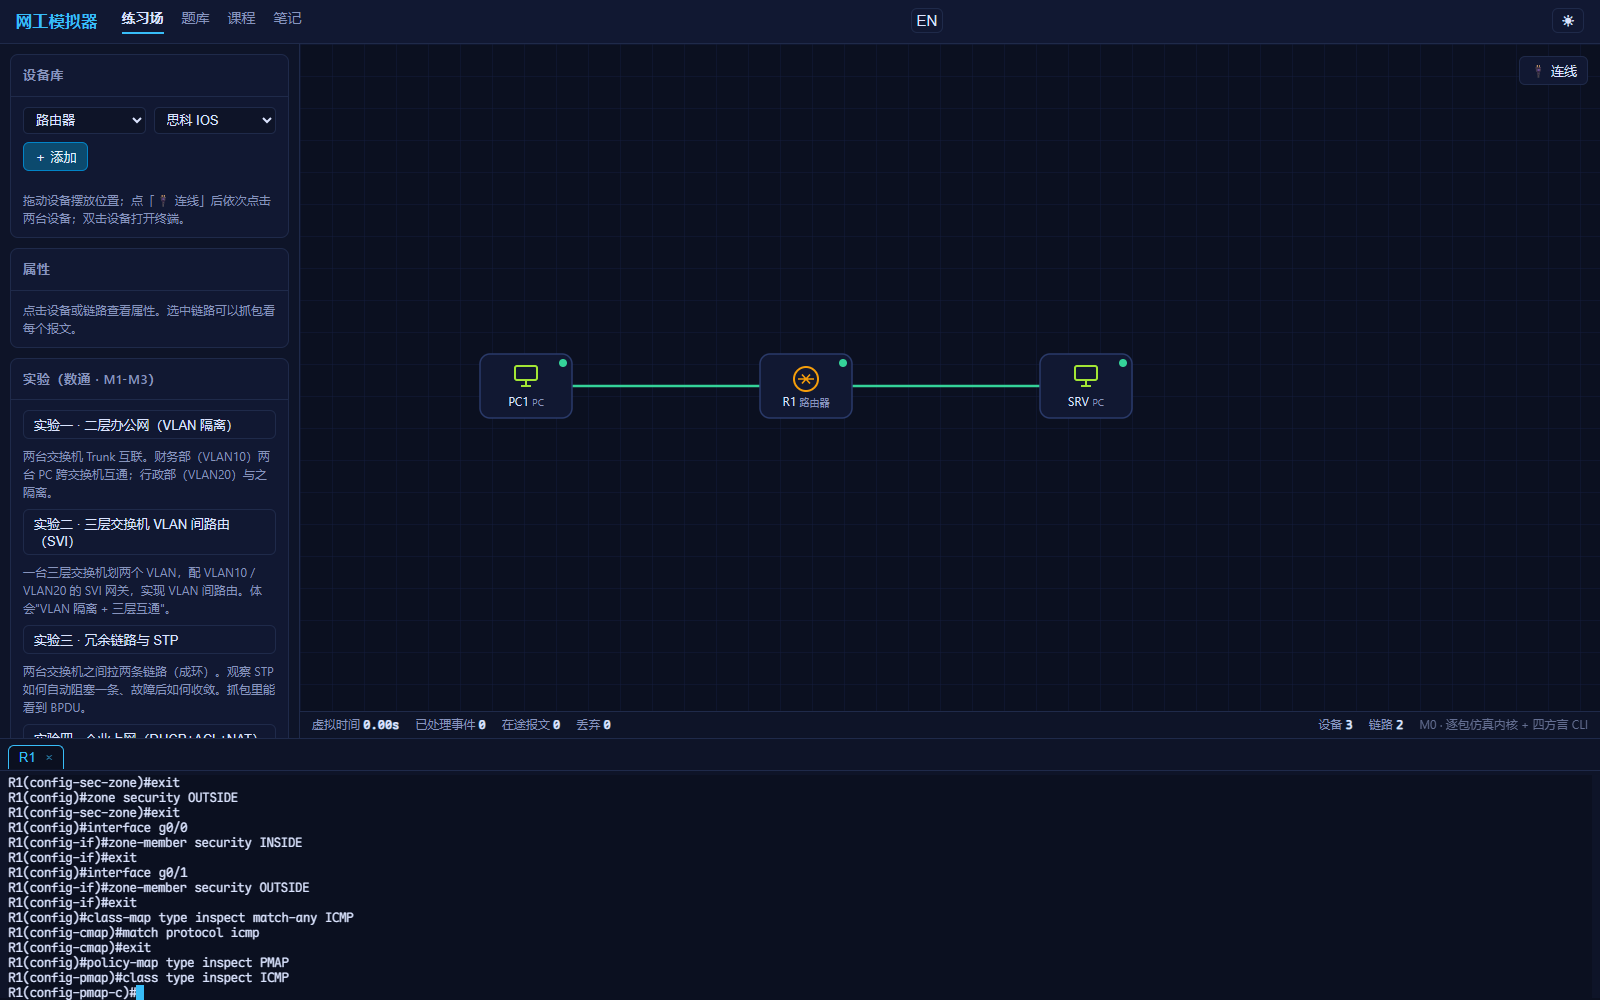 网工模拟器
练习场
题库
课程
笔记
EN
设备库
路由器
思科 IOS
+ 添加
拖动设备摆放位置；点「 连线」后依次点击
两台设备；双击设备打开终端。
属性
点击设备或链路查看属性。选中链路可以抓包看
每个报文。
实验（数通 · M1-M3）
实验一 · 二层办公网（VLAN 隔离）
两台交换机 Trunk 互联。财务部（VLAN10）两
台 PC 跨交换机互通；行政部（VLAN20）与之
隔离。
实验二 · 三层交换机 VLAN 间路由
（SVI）
一台三层交换机划两个 VLAN，配 VLAN10 /
VLAN20 的 SVI 网关，实现 VLAN 间路由。体
会"VLAN 隔离 + 三层互通"。
实验三 · 冗余链路与 STP
两台交换机之间拉两条链路（成环）。观察 STP
如何自动阻塞一条、故障后如何收敛。抓包里能
看到 BPDU。
实验四 · 企业上网（DHCP+ACL+NAT）
连线
PC1 PC
R1 路由器
SRV PC
虚拟时间 0.00s 已处理事件 0 在途报文 0 丢弃 0
设备 3 链路 2 M0 · 逐包仿真内核 + 四方言 CLI
R1 ×
R1(config-sec-zone)#exit
R1(config)#zone security OUTSIDE
R1(config-sec-zone)#exit
R1(config)#interface g0/0
R1(config-if)#zone-member security INSIDE
R1(config-if)#exit
R1(config)#interface g0/1
R1(config-if)#zone-member security OUTSIDE
R1(config-if)#exit
R1(config)#class-map type inspect match-any ICMP
R1(config-cmap)#match protocol icmp
R1(config-cmap)#exit
R1(config)#policy-map type inspect PMAP
R1(config-pmap)#class type inspect ICMP
R1(config-pmap-c)#